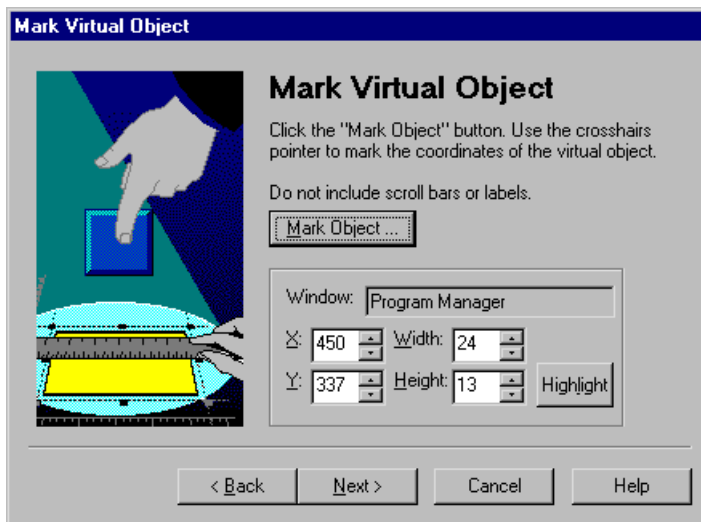 Mark Virtual Object
Mark Virtual Object
Click the "Mark Object" button. Use the crosshairs
pointer to mark the coordinates of the virtual object.
Do not include scroll bars or labels.
Mark Object ...
Window: Program Manager
X: 450 Width: 24
Y: 337 Height: 13 Highlight
< Back Next > Cancel Help